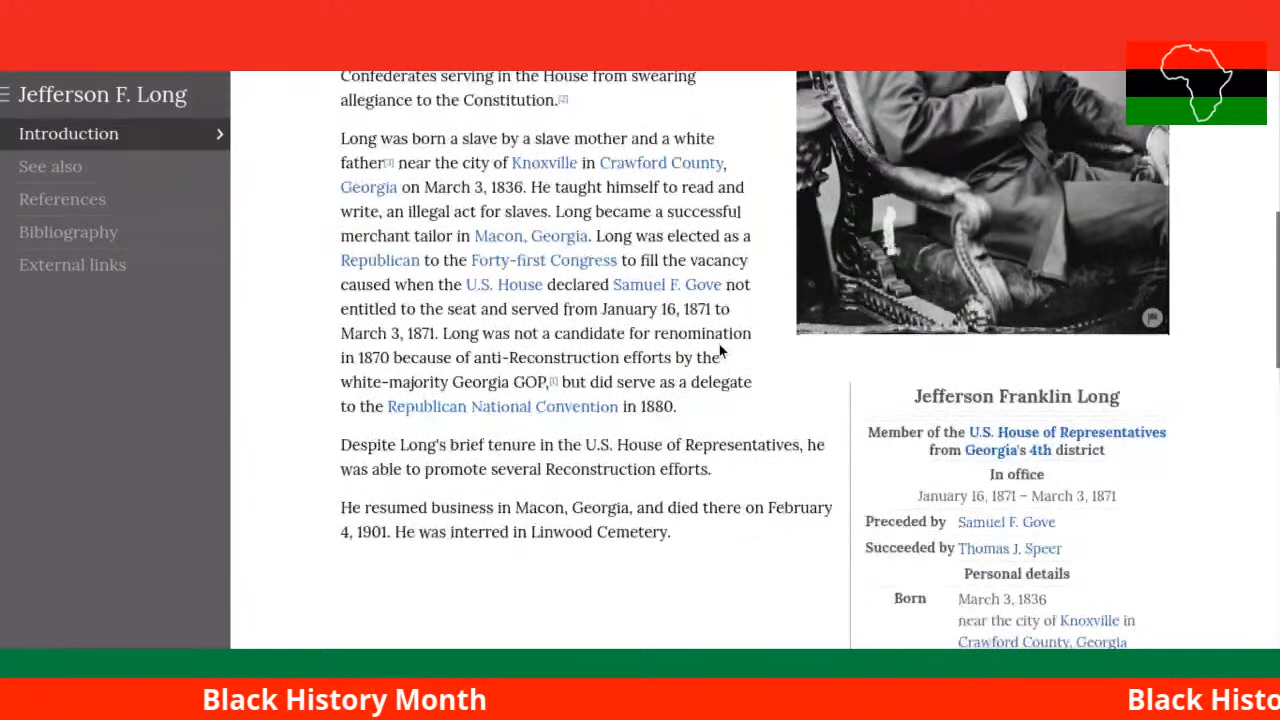 Jefferson F. Long
Introduction
See also
References
Bibliography
External links
Confederates serving in the House from swearing
allegiance to the Constitution.[2]
Long was born a slave by a slave mother and a white
father[3] near the city of Knoxville in Crawford County,
Georgia on March 3, 1836. He taught himself to read and
write, an illegal act for slaves. Long became a successful
merchant tailor in Macon, Georgia. Long was elected as a
Republican to the Forty-first Congress to fill the vacancy
caused when the U.S. House declared Samuel F. Gove not
entitled to the seat and served from January 16, 1871 to
March 3, 1871. Long was not a candidate for renomination
in 1870 because of anti-Reconstruction efforts by the
white-majority Georgia GOP,[1] but did serve as a delegate
to the Republican National Convention in 1880.
Despite Long's brief tenure in the U.S. House of Representatives, he
was able to promote several Reconstruction efforts.
He resumed business in Macon, Georgia, and died there on February
4, 1901. He was interred in Linwood Cemetery.
Jefferson Franklin Long
Member of the U.S. House of Representatives
from Georgia's 4th district
In office
January 16, 1871 – March 3, 1871
Preceded by Samuel F. Gove
Succeeded by Thomas J. Speer
Personal details
Born March 3, 1836
near the city of Knoxville in
Crawford County, Georgia
Black History Month
Black Histo